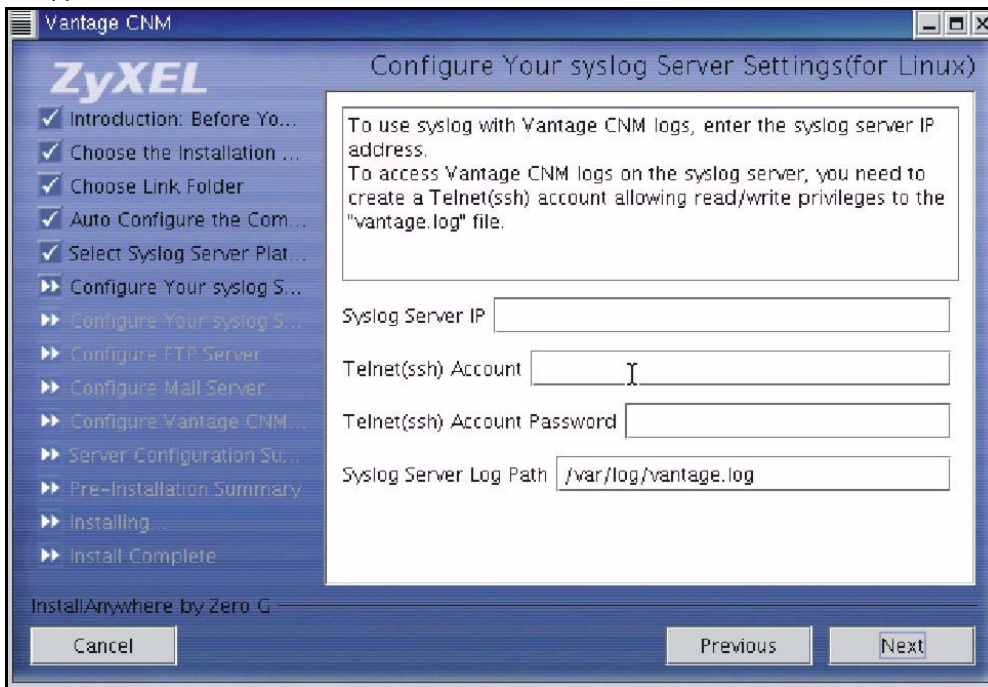 Vantage CNM
ZyXEL
Configure Your syslog Server Settings(for Linux)
Introduction: Before Yo...
Choose the Installation ...
Choose Link Folder
Auto Configure the Com...
Select Syslog Server Plat...
Configure Your syslog S...
Configure Your syslog S...
Configure FTP Server
Configure Mail Server
Configure Vantage CNM...
Server Configuration Su...
Pre-Installation Summary
Installing...
Install Complete
To use syslog with Vantage CNM logs, enter the syslog server IP
address.
To access Vantage CNM logs on the syslog server, you need to
create a Telnet(ssh) account allowing read/write privileges to the
"vantage.log" file.
Syslog Server IP
Telnet(ssh) Account
Telnet(ssh) Account Password
Syslog Server Log Path /var/log/vantage.log
InstallAnywhere by Zero G
Cancel
Previous
Next